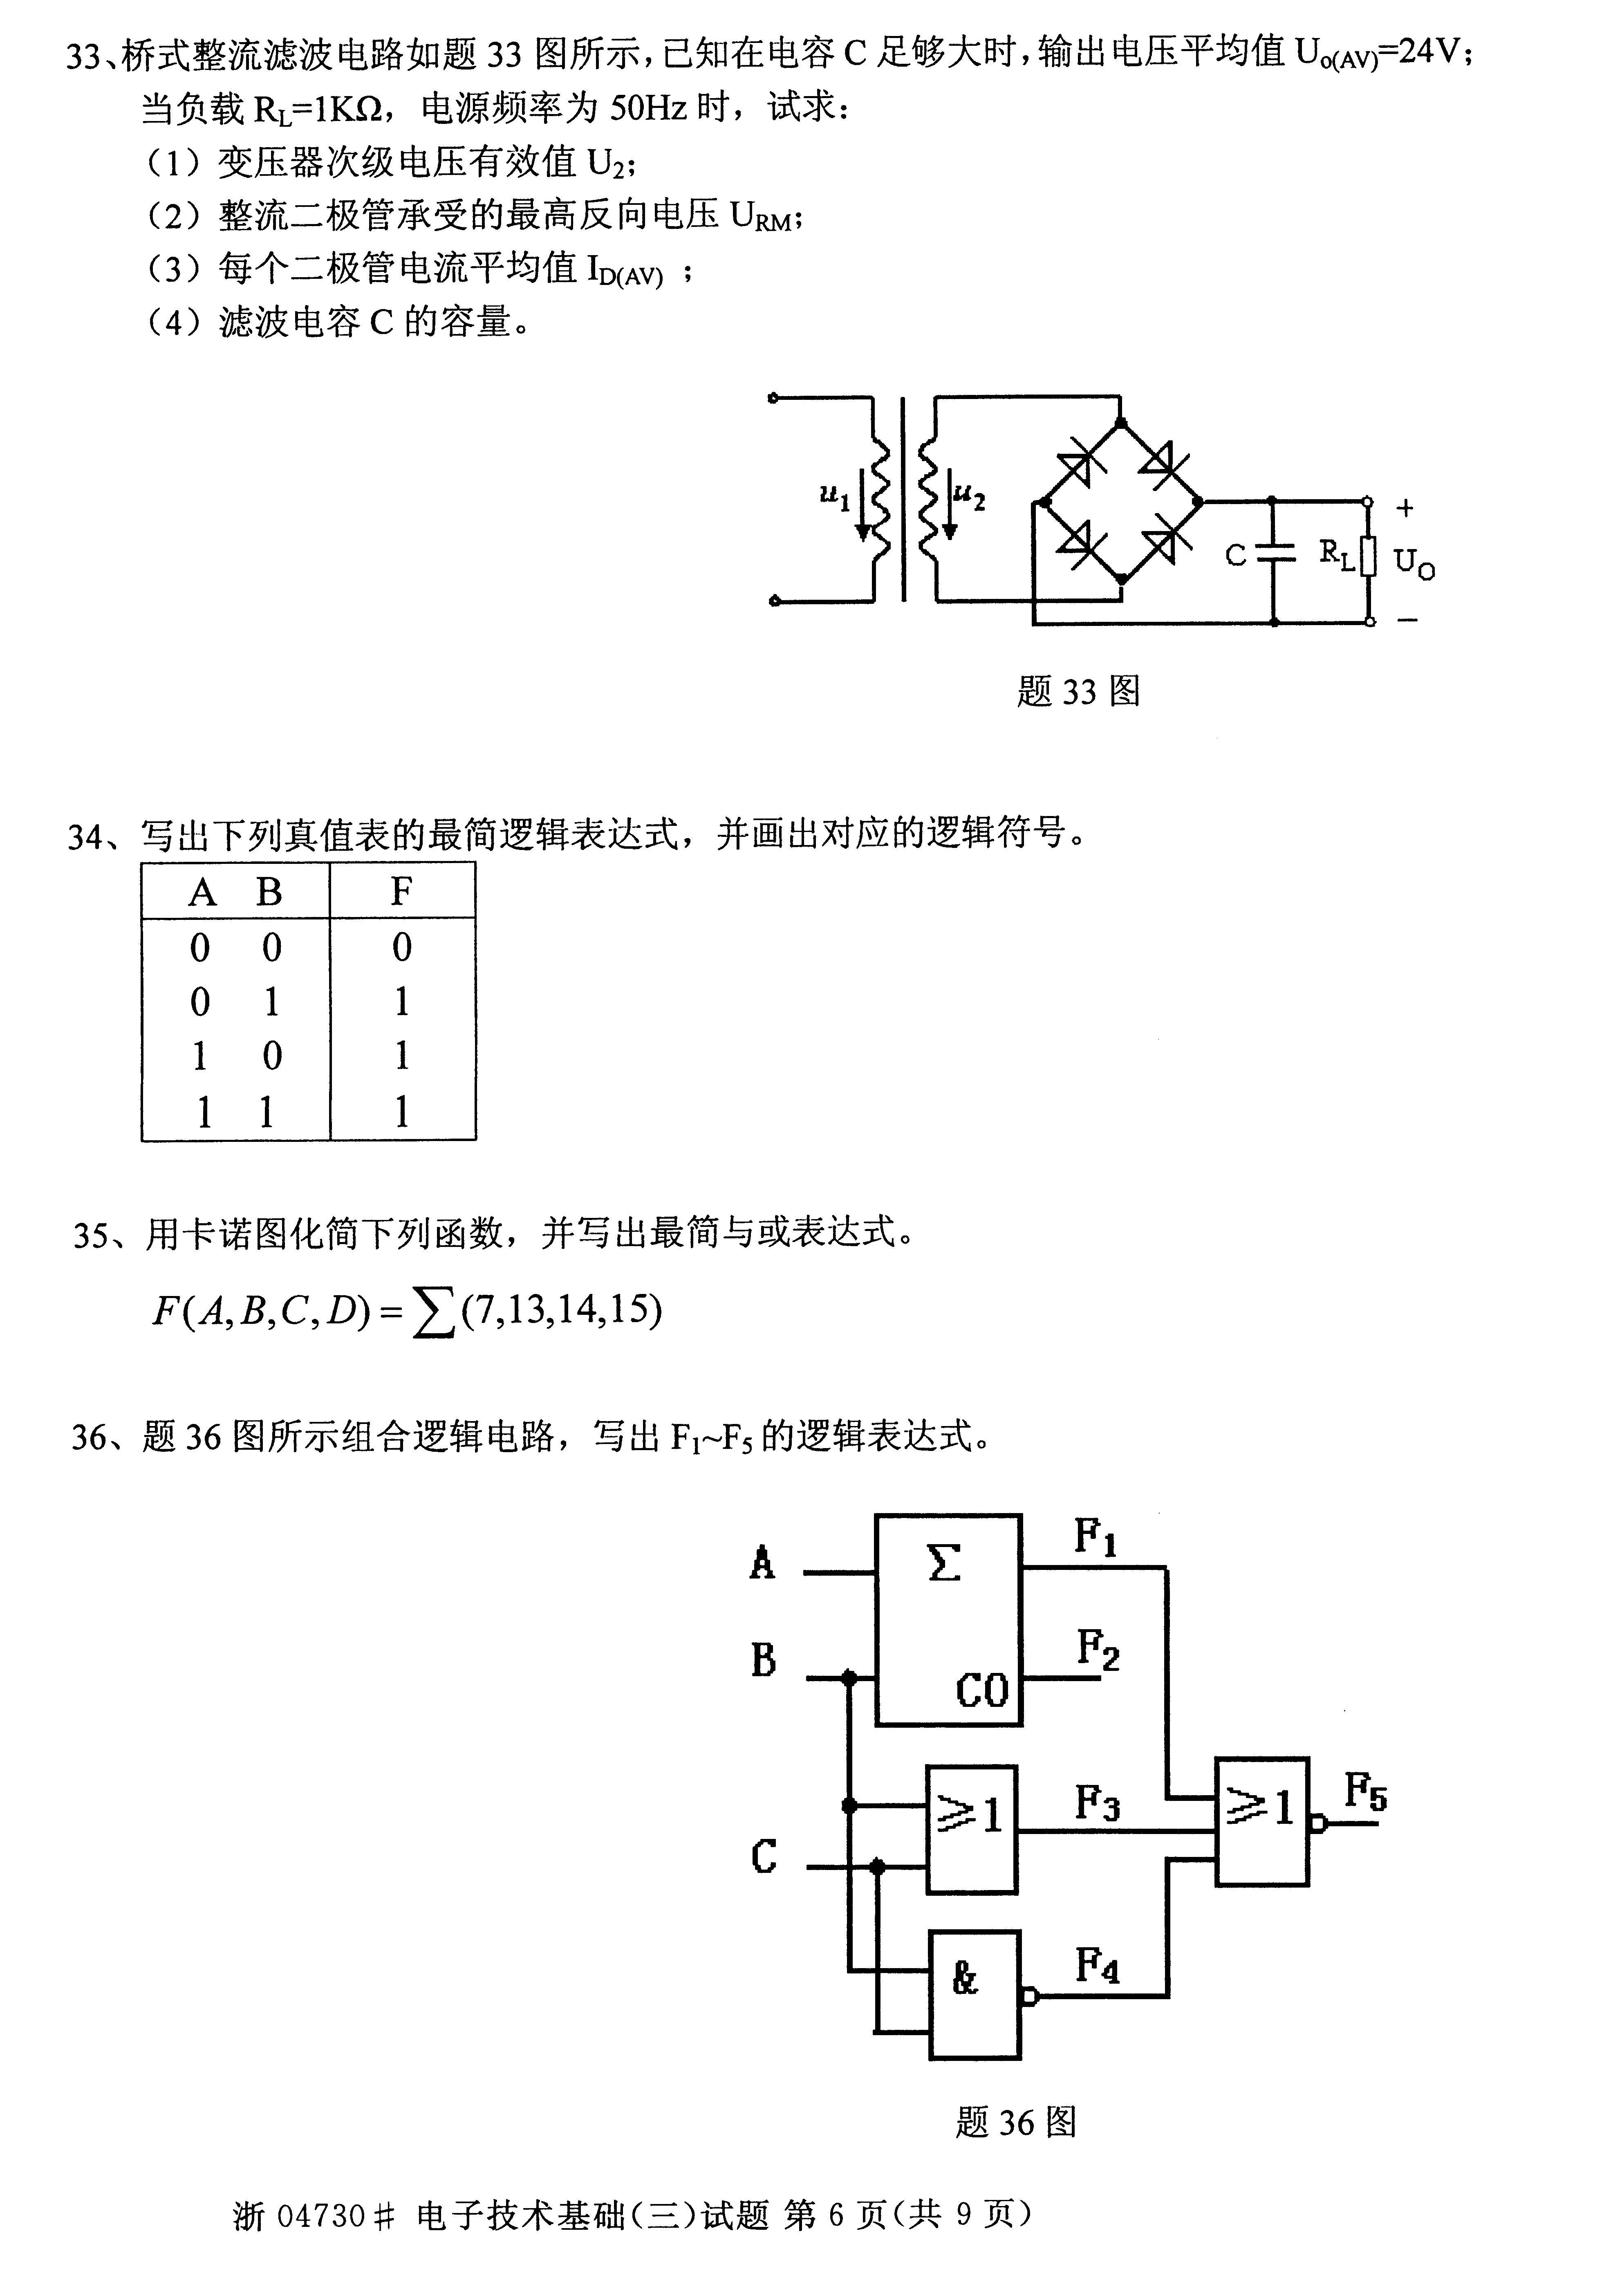 33、桥式整流滤波电路如题 33 图所示,已知在电容 C 足够大时,输出电压平均值 Uo(AV)=24V;
当负载 RL=1KΩ, 电源频率为 50Hz 时, 试求:
(1) 变压器次级电压有效值 U2;
(2) 整流二极管承受的最高反向电压 URM;
(3) 每个二极管电流平均值 ID(AV) ;
(4) 滤波电容 C 的容量。
u1
u2
C
RL
+
UO
−
题 33 图
34、写出下列真值表的最简逻辑表达式, 并画出对应的逻辑符号。
A B F
0 0 0
0 1 1
1 0 1
1 1 1
35、用卡诺图化简下列函数, 并写出最简与或表达式。
F(A,B,C,D)=∑(7,13,14,15)
36、题 36 图所示组合逻辑电路, 写出 F1~F5 的逻辑表达式。
A
Σ
F1
B
CO
F2
≥1
F3
≥1
F5
C
&
F4
题 36 图
浙 04730# 电子技术基础(三)试题 第 6 页(共 9 页)